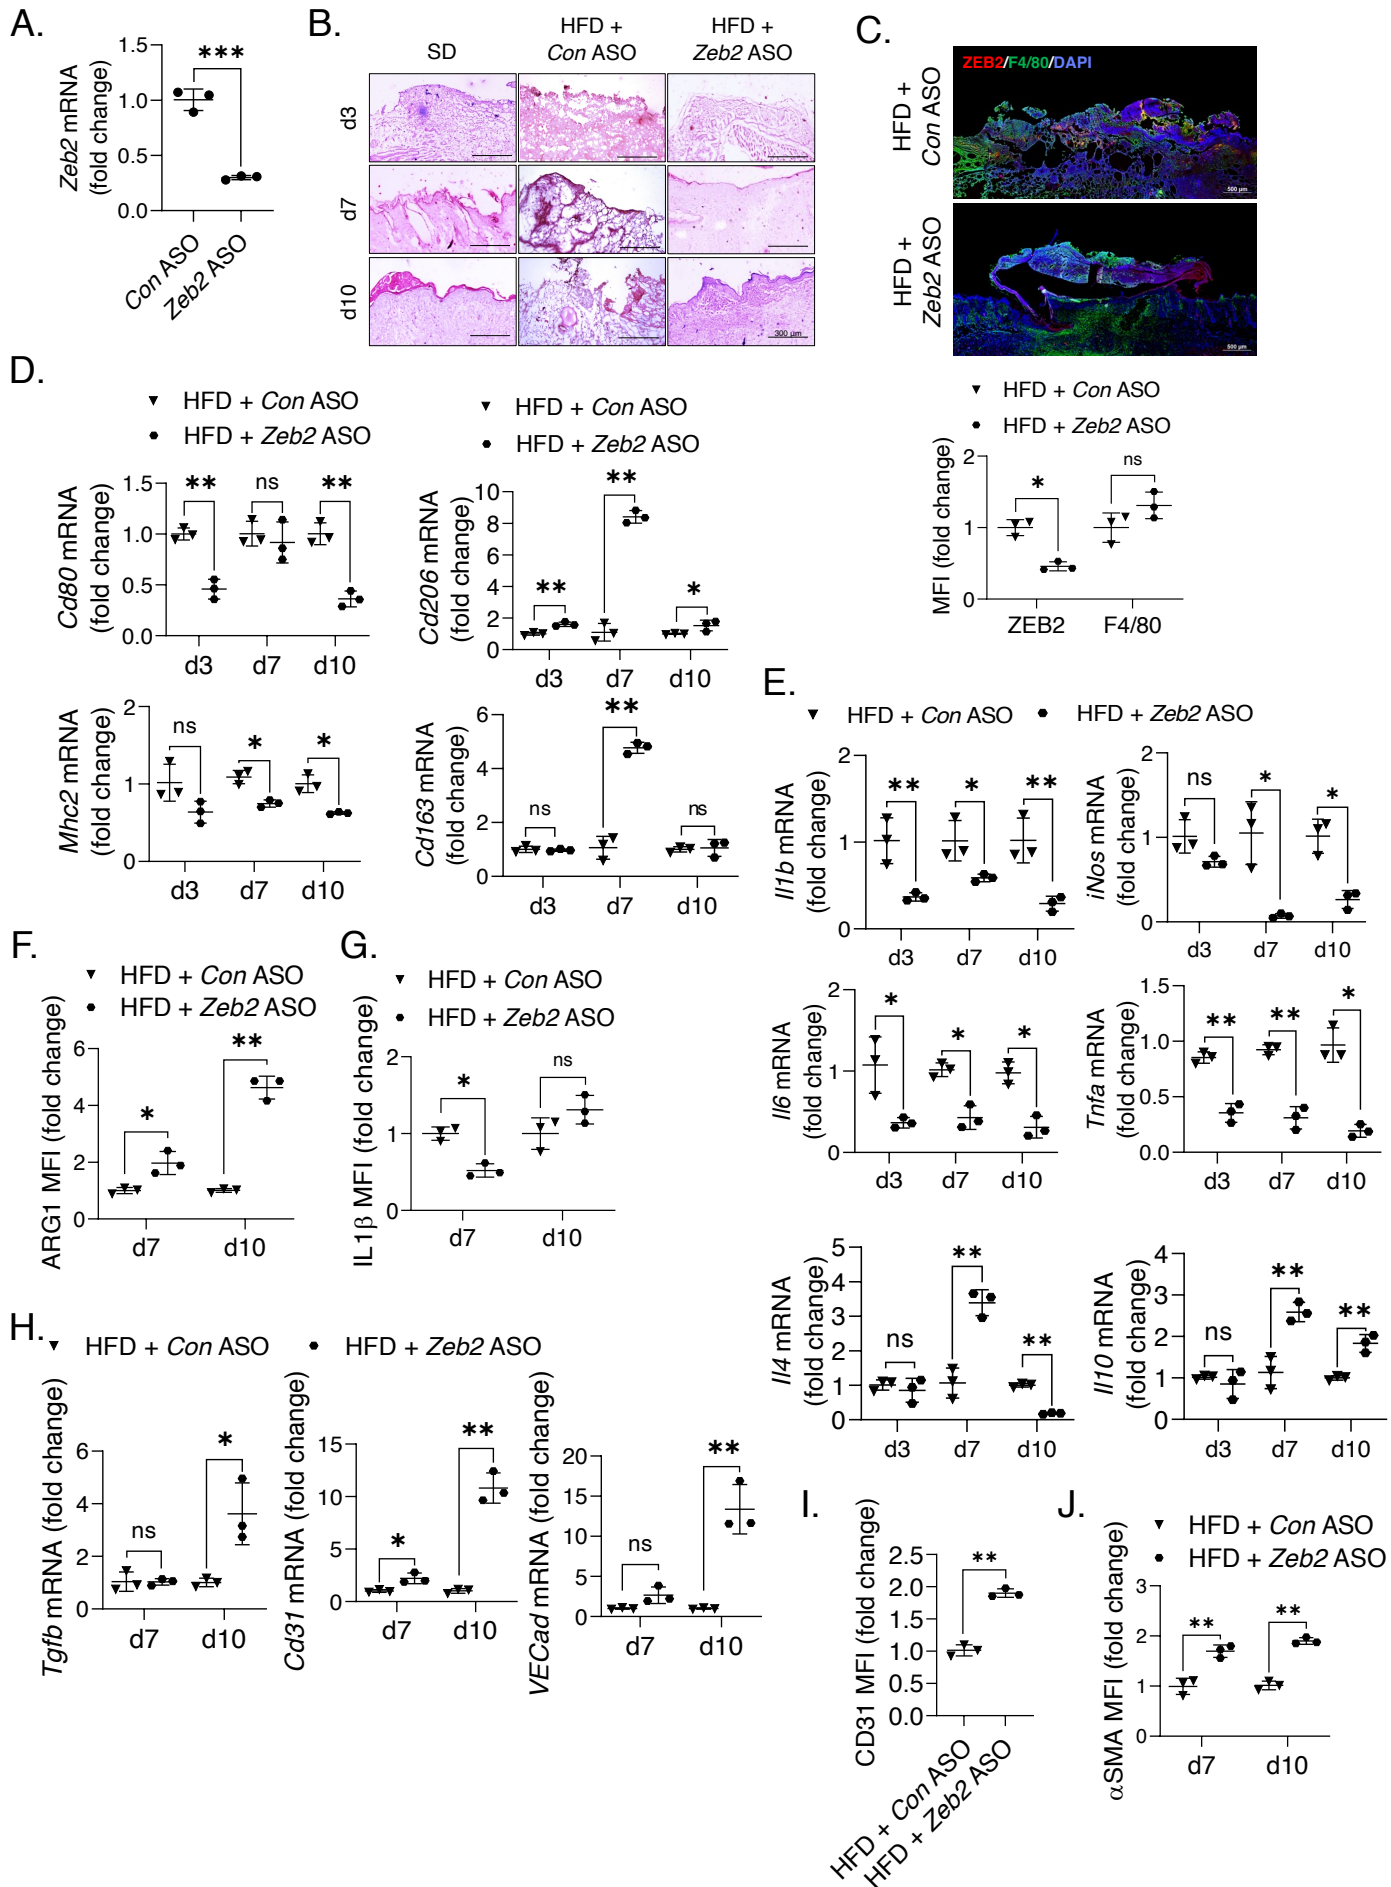 A.
Zeb2 mRNA
(fold change)
1.5
1.0
0.5
0.0
***
Con ASO
Zeb2 ASO
B.
SD
HFD +
Con ASO
HFD +
Zeb2 ASO
d3
d7
d10
300 µm
C.
HFD +
Con ASO
HFD +
Zeb2 ASO
ZEB2/F4/80/DAPI
500 µm
500 µm
HFD + Con ASO
HFD + Zeb2 ASO
MFI (fold change)
2
1
0
*
ns
ZEB2
F4/80
D.
HFD + Con ASO
HFD + Zeb2 ASO
Cd80 mRNA
(fold change)
1.5
1.0
0.5
0.0
**
ns
**
d3
d7
d10
HFD + Con ASO
HFD + Zeb2 ASO
Cd206 mRNA
(fold change)
10
8
6
4
2
0
**
**
*
d3
d7
d10
Mhc2 mRNA
(fold change)
2
1
0
ns
*
*
d3
d7
d10
Cd163 mRNA
(fold change)
6
4
2
0
ns
**
ns
d3
d7
d10
E.
HFD + Con ASO
HFD + Zeb2 ASO
Il1b mRNA
(fold change)
2
1
0
**
*
**
d3
d7
d10
iNos mRNA
(fold change)
2
1
0
ns
*
*
d3
d7
d10
Il6 mRNA
(fold change)
2
1
0
*
*
*
d3
d7
d10
Tnfa mRNA
(fold change)
1.5
1.0
0.5
0.0
**
**
*
d3
d7
d10
Il4 mRNA
(fold change)
5
4
3
2
1
0
ns
**
**
d3
d7
d10
Il10 mRNA
(fold change)
4
3
2
1
0
ns
**
**
d3
d7
d10
F.
HFD + Con ASO
HFD + Zeb2 ASO
ARG1 MFI (fold change)
6
4
2
0
*
**
d7
d10
G.
HFD + Con ASO
HFD + Zeb2 ASO
IL1β MFI (fold change)
2
1
0
*
ns
d7
d10
H.
HFD + Con ASO
HFD + Zeb2 ASO
Tgfb mRNA (fold change)
6
4
2
0
ns
*
d7
d10
Cd31 mRNA (fold change)
15
10
5
0
*
**
d7
d10
VECad mRNA (fold change)
20
15
10
5
0
ns
**
d7
d10
I.
CD31 MFI (fold change)
2.5
2.0
1.5
1.0
0.5
0.0
**
HFD + Con ASO
HFD + Zeb2 ASO
J.
HFD + Con ASO
HFD + Zeb2 ASO
αSMA MFI (fold change)
3
2
1
0
**
**
d7
d10